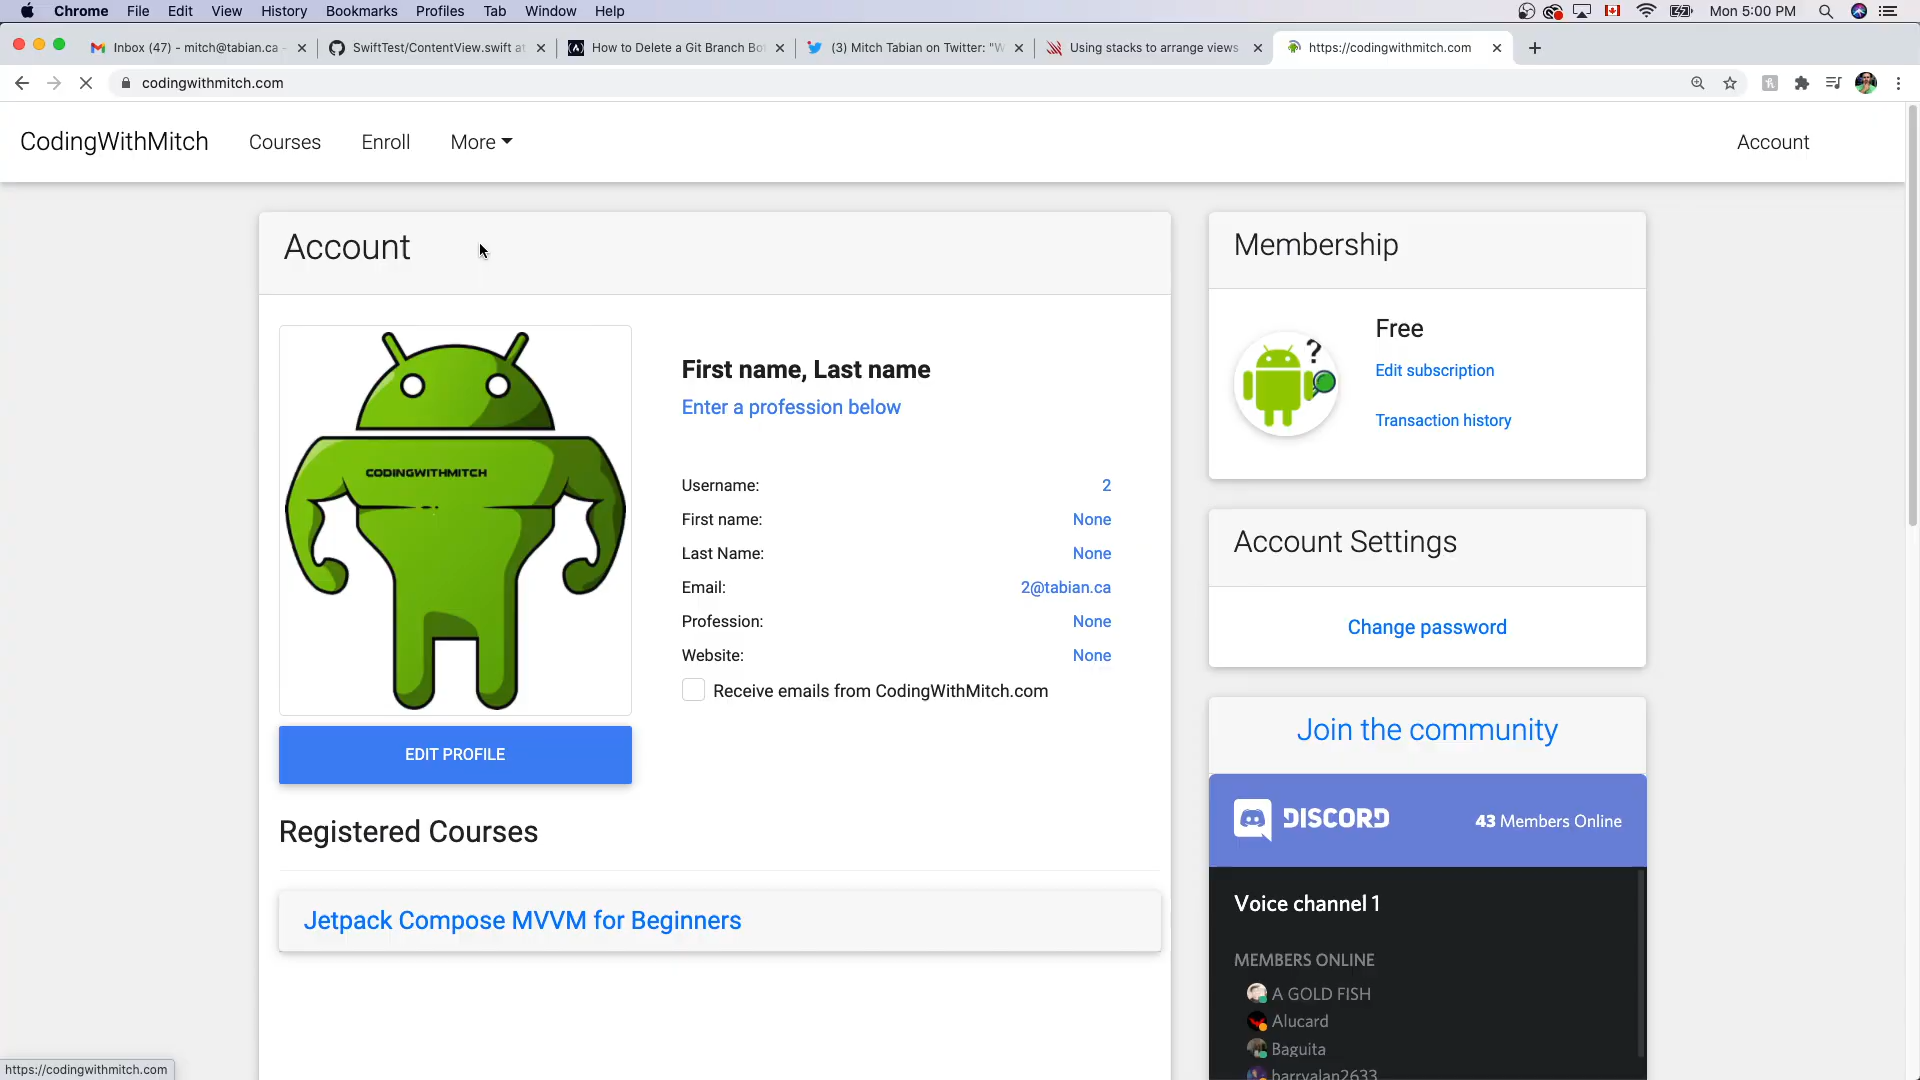 Chrome File Edit View History Bookmarks Profiles Tab Window Help Mon 5:00 PM
Inbox (47) - mitch@tabian.ca - SwiftTest/ContentView.swift at How to Delete a Git Branch Bo (3) Mitch Tabian on Twitter: "W Using stacks to arrange views https://codingwithmitch.com
codingwithmitch.com
CodingWithMitch Courses Enroll More Account
Account
CODINGWITHMITCH
EDIT PROFILE
First name, Last name
Enter a profession below
Username: 2
First name: None
Last Name: None
Email: 2@tabian.ca
Profession: None
Website: None
Receive emails from CodingWithMitch.com
Registered Courses
Jetpack Compose MVVM for Beginners
Membership
?
Free
Edit subscription
Transaction history
Account Settings
Change password
Join the community
DISCORD 43 Members Online
Voice channel 1
MEMBERS ONLINE
A GOLD FISH
Alucard
Baguita
barryalan2633
https://codingwithmitch.com